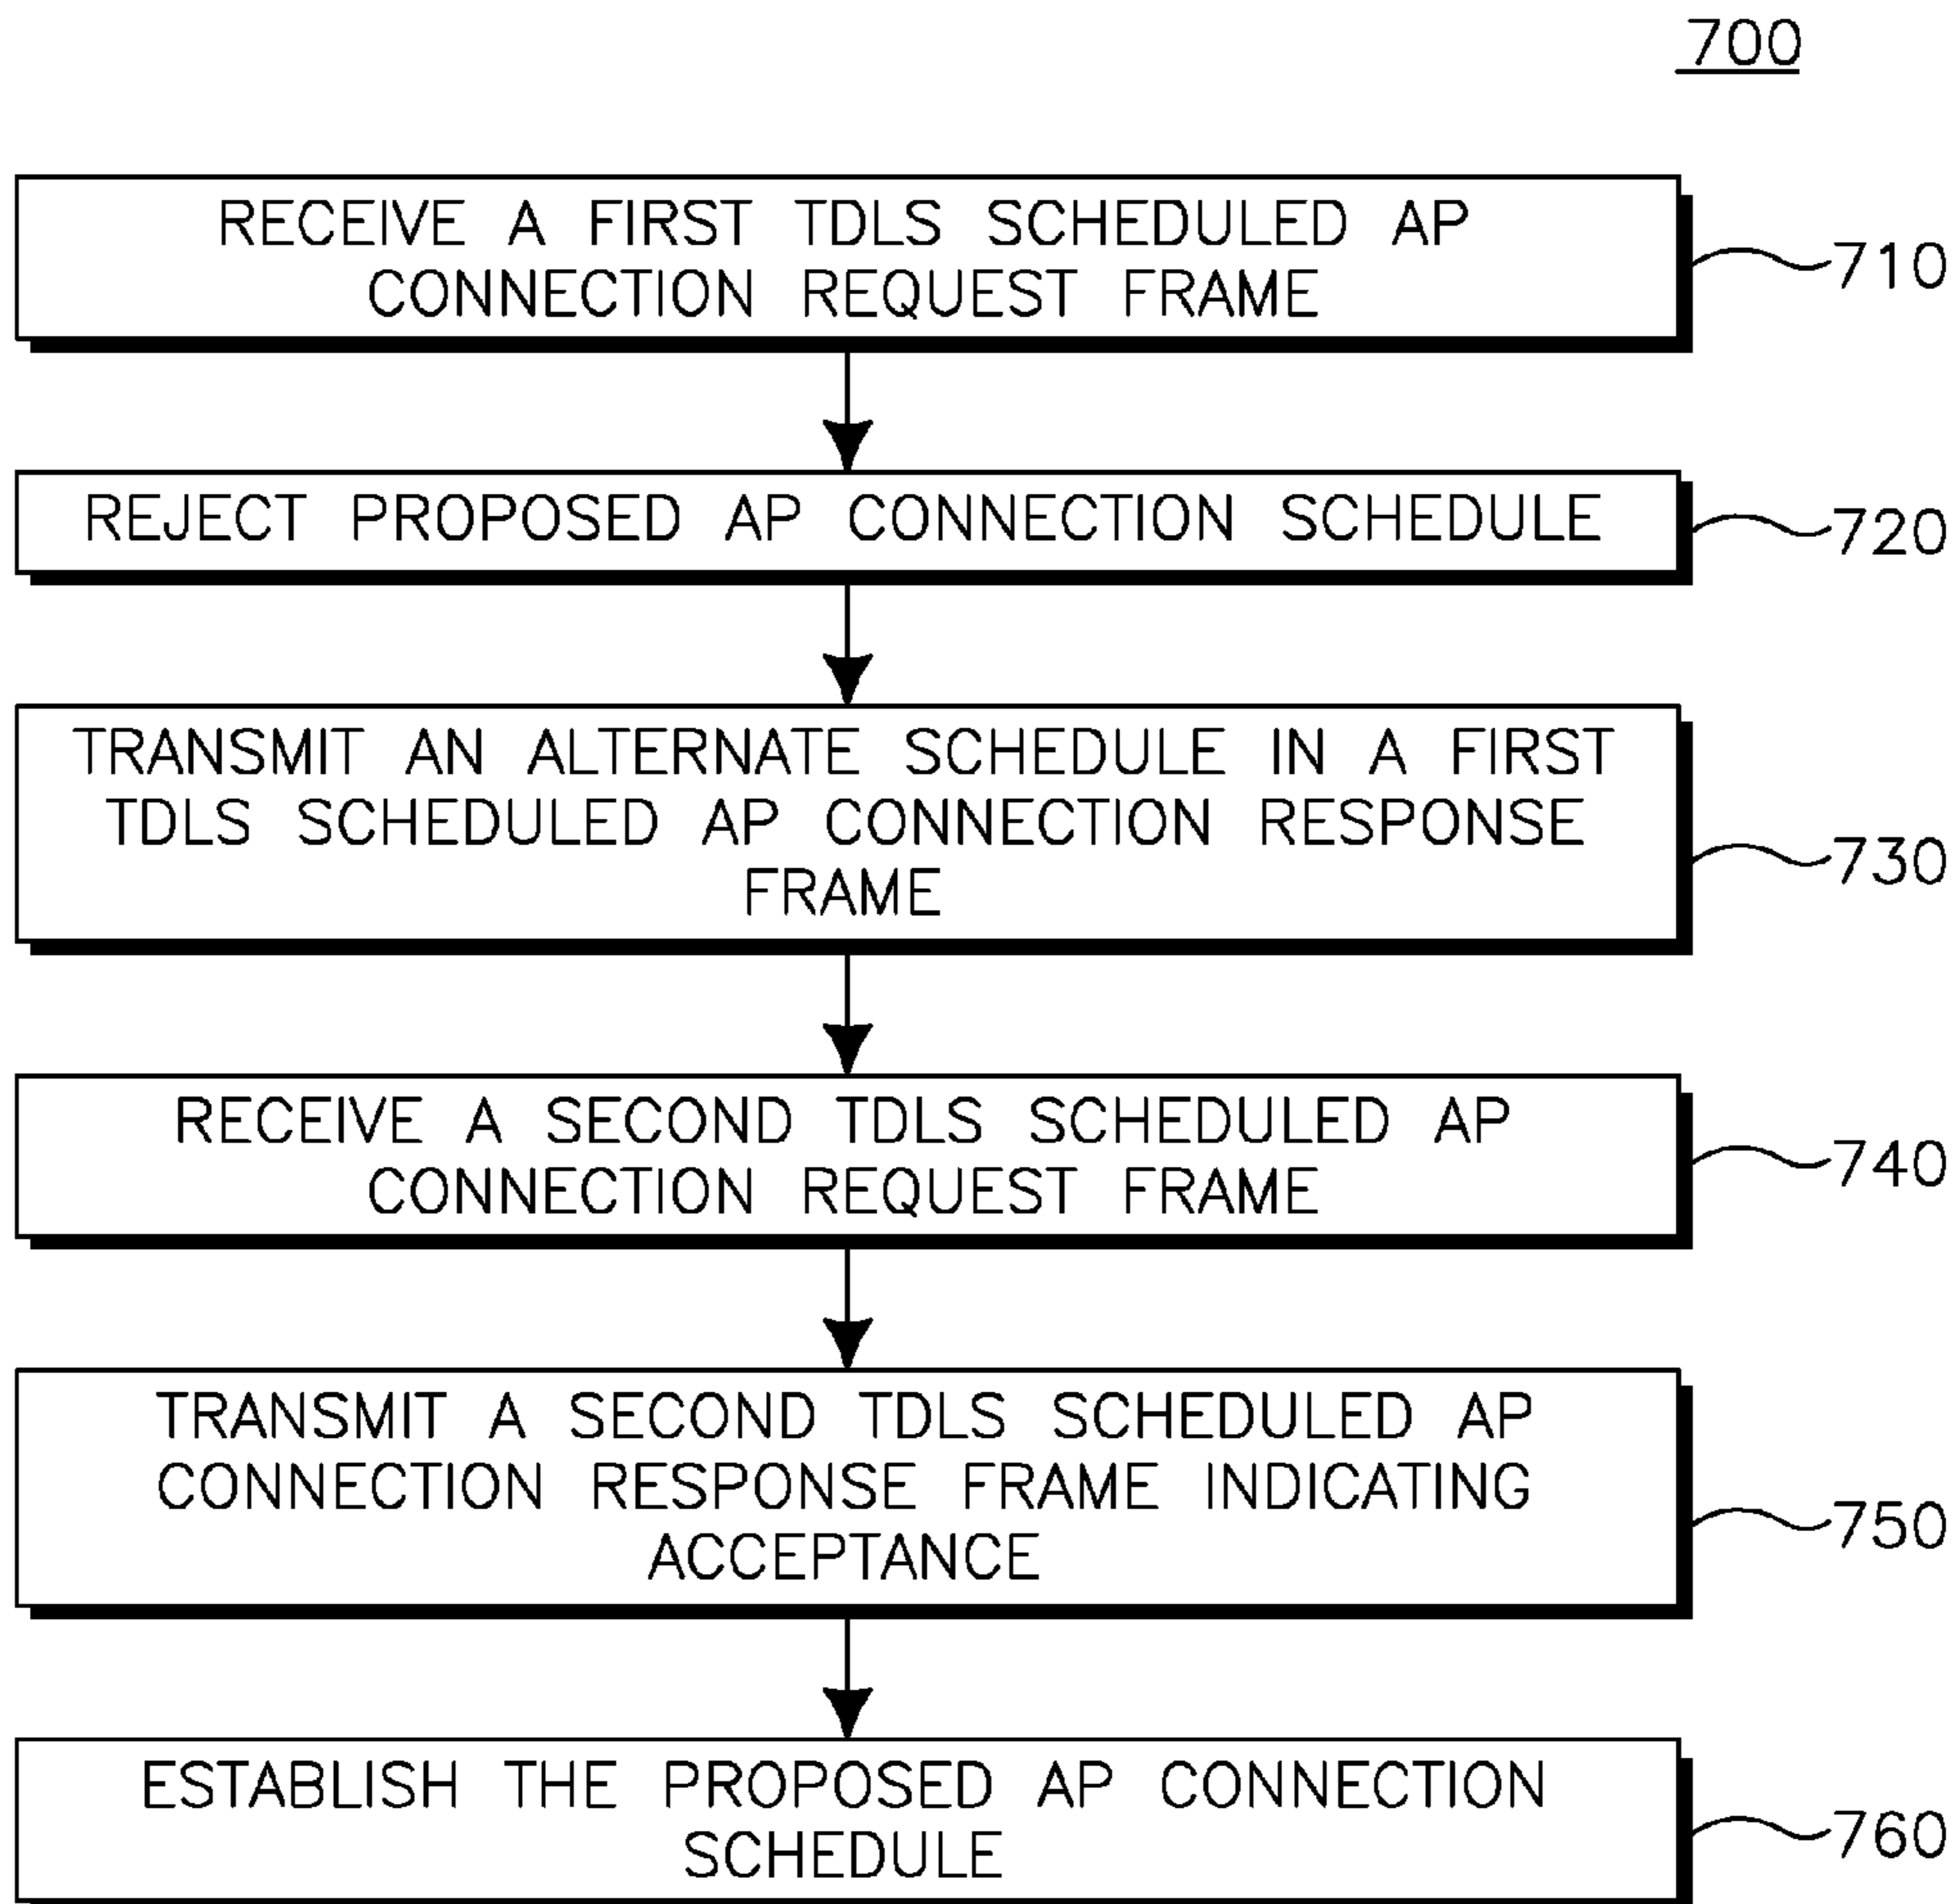 700
RECEIVE A FIRST TDLS SCHEDULED AP
CONNECTION REQUEST FRAME
710
REJECT PROPOSED AP CONNECTION SCHEDULE
720
TRANSMIT AN ALTERNATE SCHEDULE IN A FIRST
TDLS SCHEDULED AP CONNECTION RESPONSE
FRAME
730
RECEIVE A SECOND TDLS SCHEDULED AP
CONNECTION REQUEST FRAME
740
TRANSMIT A SECOND TDLS SCHEDULED AP
CONNECTION RESPONSE FRAME INDICATING
ACCEPTANCE
750
ESTABLISH THE PROPOSED AP CONNECTION
SCHEDULE
760